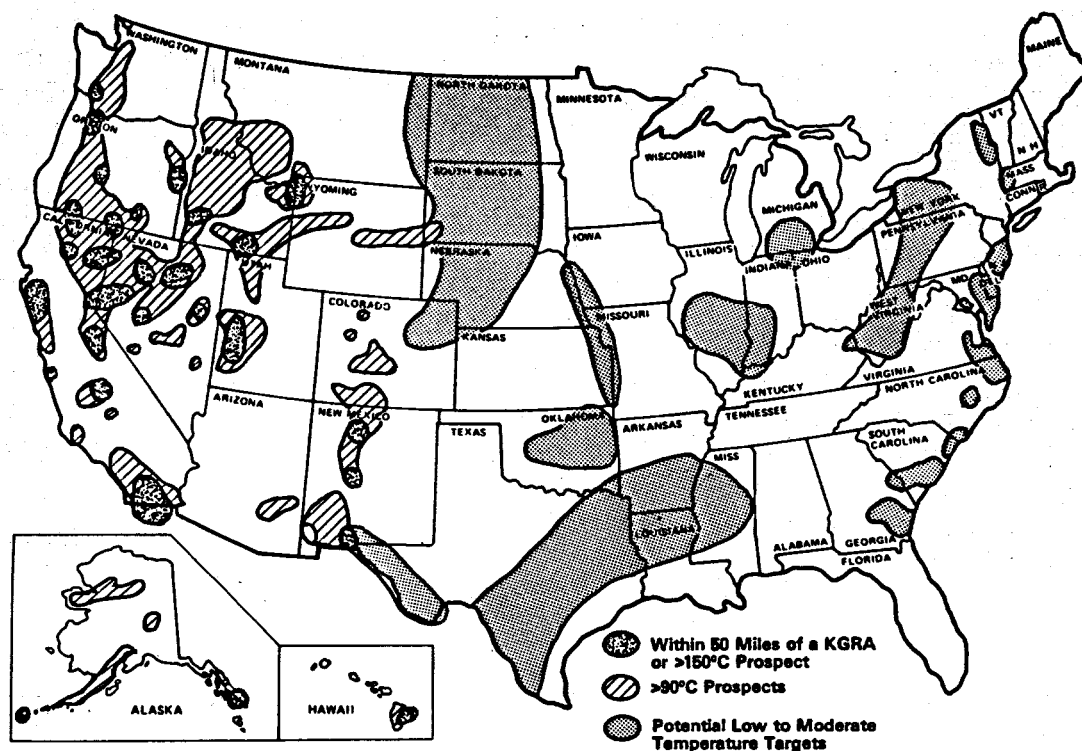 WASHINGTON
MONTANA
NORTH DAKOTA
MINNESOTA
MAINE
OREGON
IDAHO
WISCONSIN
VT
N H
SOUTH DAKOTA
WYOMING
MICHIGAN
MASS
CONN
NEW YORK
CALIFORNIA
NEVADA
UTAH
NEBRASKA
IOWA
ILLINOIS
INDIANA
OHIO
PENNSYLVANIA
MD
COLORADO
KANSAS
MISSOURI
WEST
VIRGINIA
KENTUCKY
VIRGINIA
ARIZONA
NEW MEXICO
TEXAS
OKLAHOMA
ARKANSAS
TENNESSEE
NORTH CAROLINA
MISS
SOUTH
CAROLINA
LOUISIANA
ALABAMA
GEORGIA
FLORIDA
ALASKA
HAWAII
Within 50 Miles of a KGRA
or >150°C Prospect
>90°C Prospects
Potential Low to Moderate
Temperature Targets